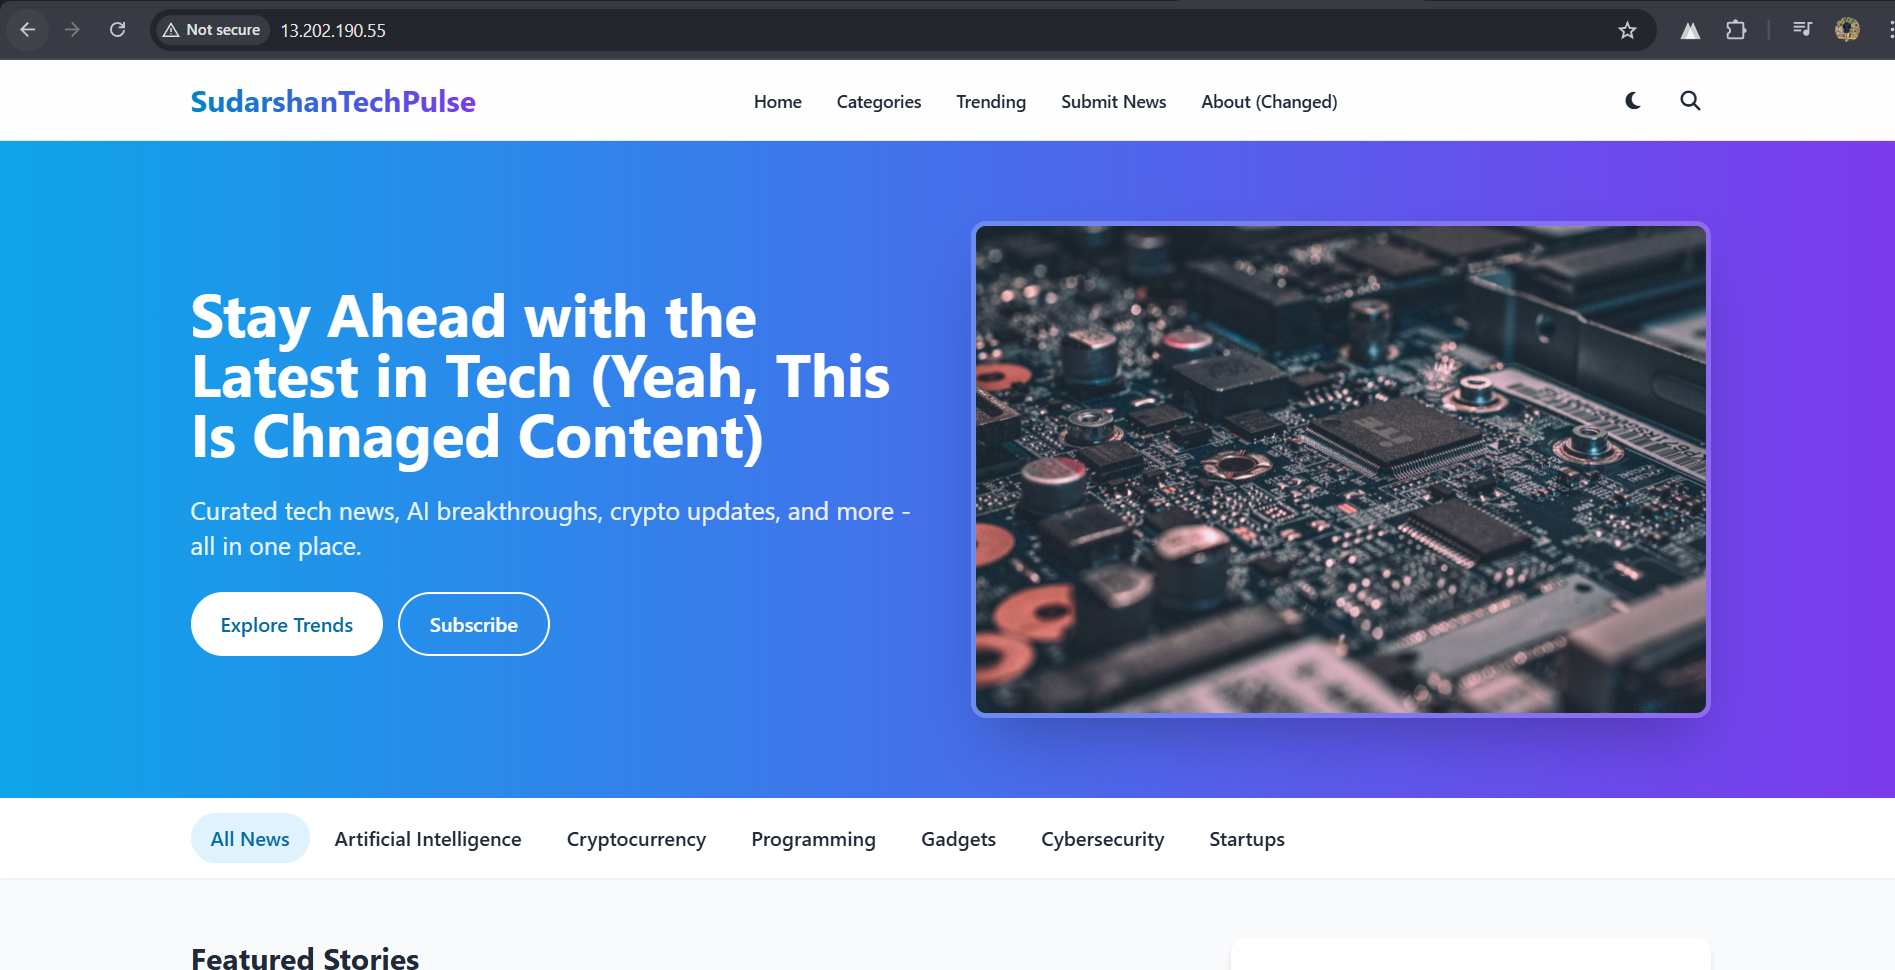 Not secure 13.202.190.55
SudarshanTechPulse
Home Categories Trending Submit News About (Changed)
Stay Ahead with the
Latest in Tech (Yeah, This
Is Chnaged Content)
Curated tech news, AI breakthroughs, crypto updates, and more -
all in one place.
Explore Trends Subscribe
All News Artificial Intelligence Cryptocurrency Programming Gadgets Cybersecurity Startups
Featured Stories